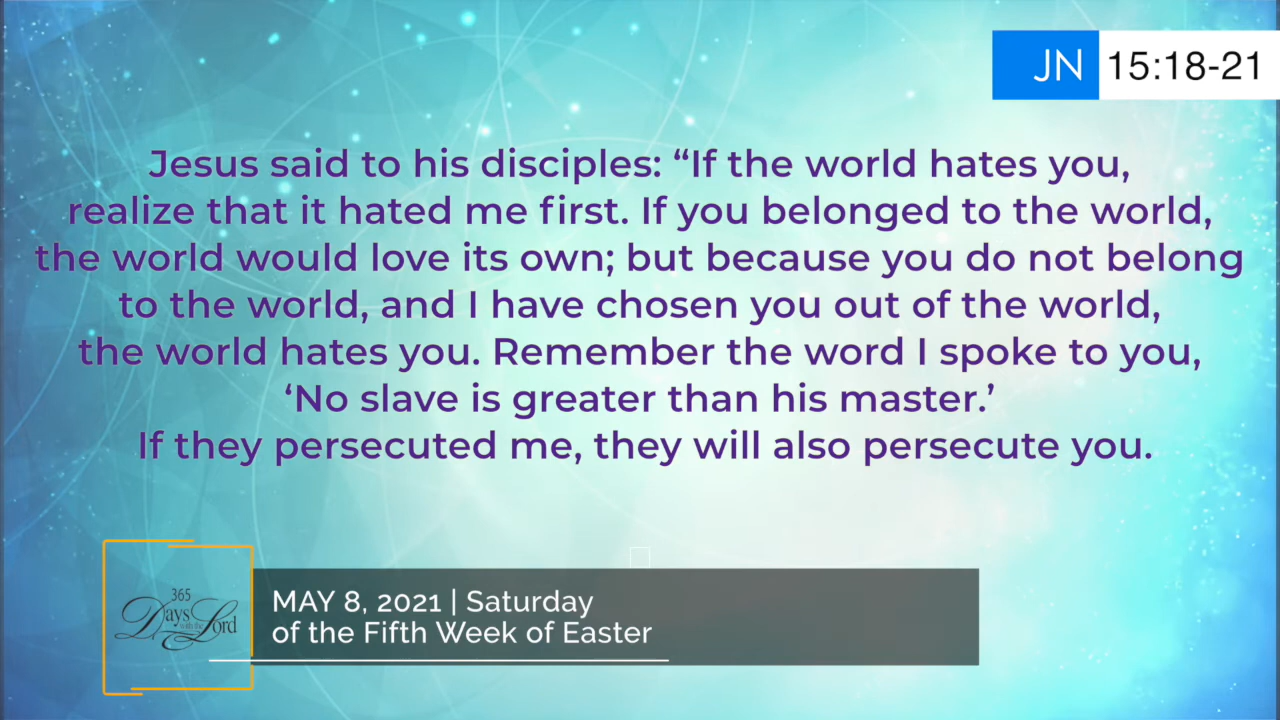 JN 15:18-21
Jesus said to his disciples: “If the world hates you,
realize that it hated me first. If you belonged to the world,
the world would love its own; but because you do not belong
to the world, and I have chosen you out of the world,
the world hates you. Remember the word I spoke to you,
‘No slave is greater than his master.’
If they persecuted me, they will also persecute you.
365
Days with the Lord
MAY 8, 2021 | Saturday
of the Fifth Week of Easter